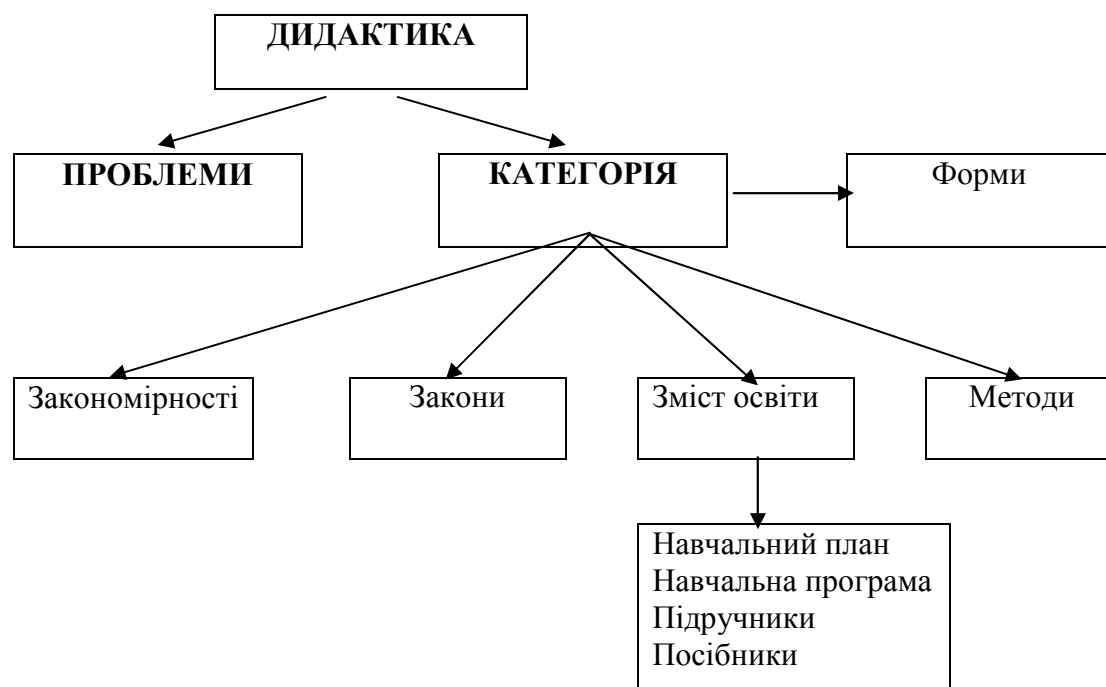 ДИДАКТИКА
ПРОБЛЕМИ
КАТЕГОРІЯ
Форми
Закономірності
Закони
Зміст освіти
Методи
Навчальний план
Навчальна програма
Підручники
Посібники